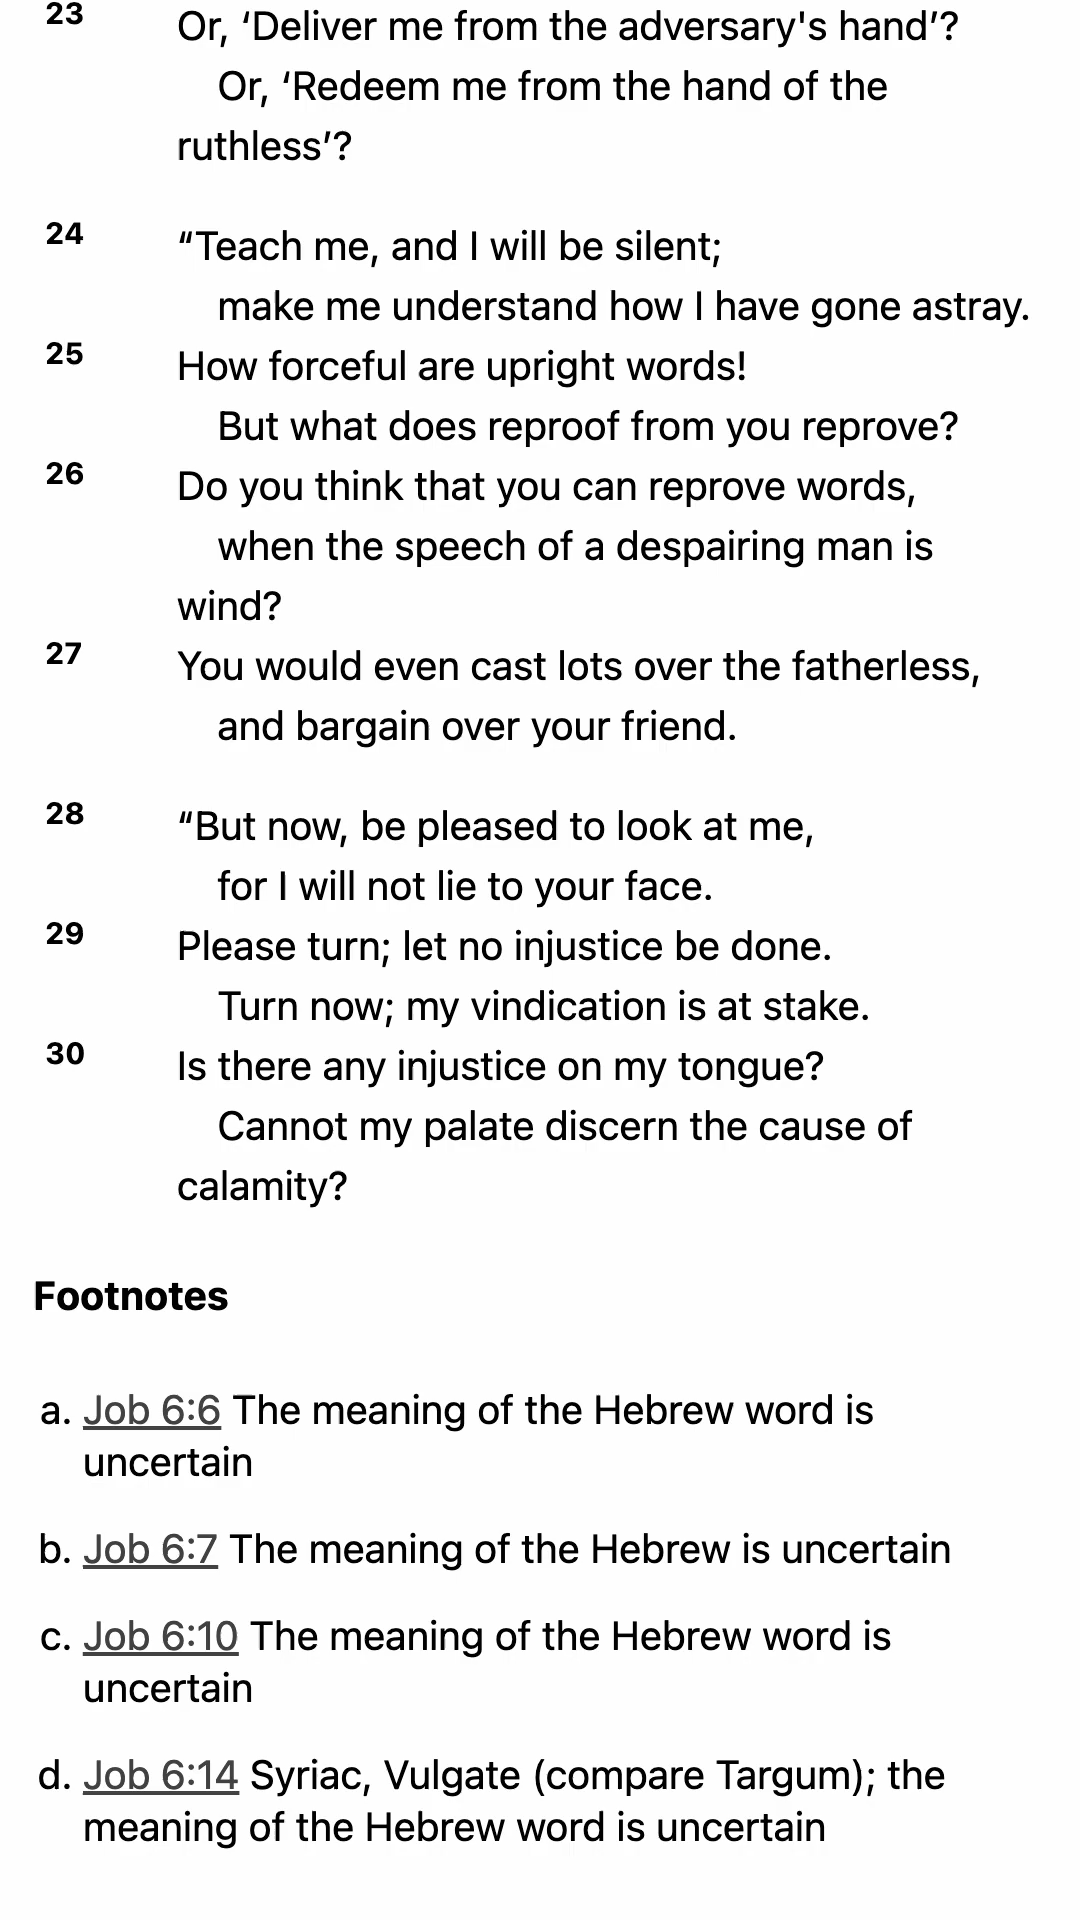 23 Or, ‘Deliver me from the adversary's hand’?
Or, ‘Redeem me from the hand of the
ruthless’?
24 “Teach me, and I will be silent;
make me understand how I have gone astray.
25 How forceful are upright words!
But what does reproof from you reprove?
26 Do you think that you can reprove words,
when the speech of a despairing man is
wind?
27 You would even cast lots over the fatherless,
and bargain over your friend.
28 “But now, be pleased to look at me,
for I will not lie to your face.
29 Please turn; let no injustice be done.
Turn now; my vindication is at stake.
30 Is there any injustice on my tongue?
Cannot my palate discern the cause of
calamity?
Footnotes
a. Job 6:6 The meaning of the Hebrew word is
uncertain
b. Job 6:7 The meaning of the Hebrew is uncertain
c. Job 6:10 The meaning of the Hebrew word is
uncertain
d. Job 6:14 Syriac, Vulgate (compare Targum); the
meaning of the Hebrew word is uncertain